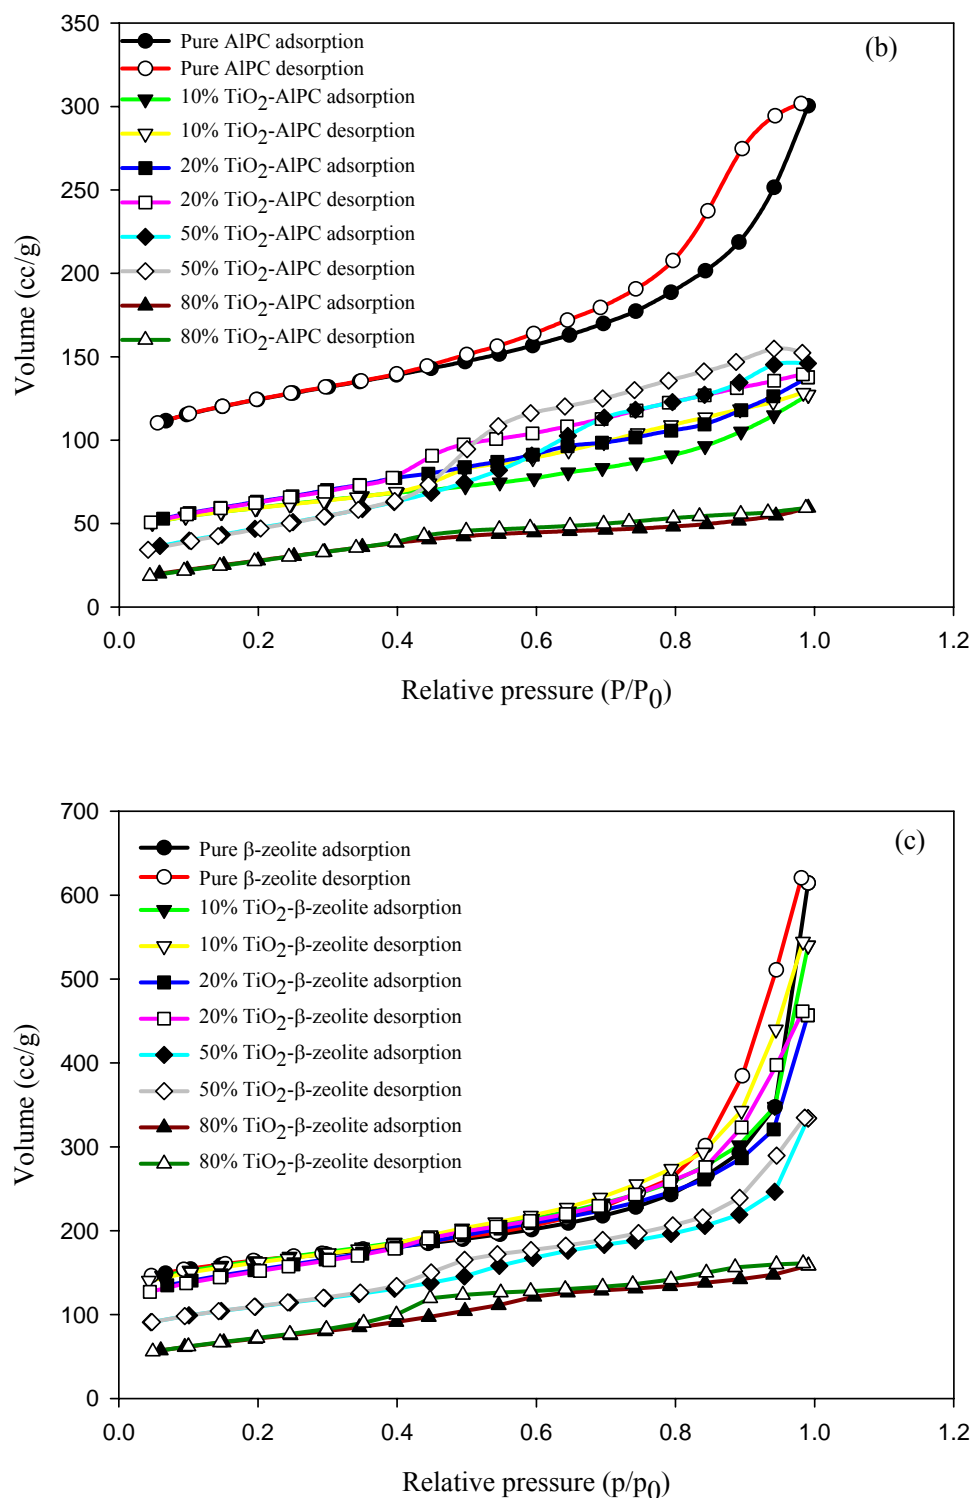 350
(b)
Pure AlPC adsorption
Pure AlPC desorption
10% TiO2-AlPC adsorption
10% TiO2-AlPC desorption
20% TiO2-AlPC adsorption
20% TiO2-AlPC desorption
50% TiO2-AlPC adsorption
50% TiO2-AlPC desorption
80% TiO2-AlPC adsorption
80% TiO2-AlPC desorption
300
250
200
150
100
50
0
Volume (cc/g)
0.0 0.2 0.4 0.6 0.8 1.0 1.2
Relative pressure (P/P0)
700
(c)
Pure β-zeolite adsorption
Pure β-zeolite desorption
10% TiO2-β-zeolite adsorption
10% TiO2-β-zeolite desorption
20% TiO2-β-zeolite adsorption
20% TiO2-β-zeolite desorption
50% TiO2-β-zeolite adsorption
50% TiO2-β-zeolite desorption
80% TiO2-β-zeolite adsorption
80% TiO2-β-zeolite desorption
600
500
400
300
200
100
0
Volume (cc/g)
0.0 0.2 0.4 0.6 0.8 1.0 1.2
Relative pressure (p/p0)